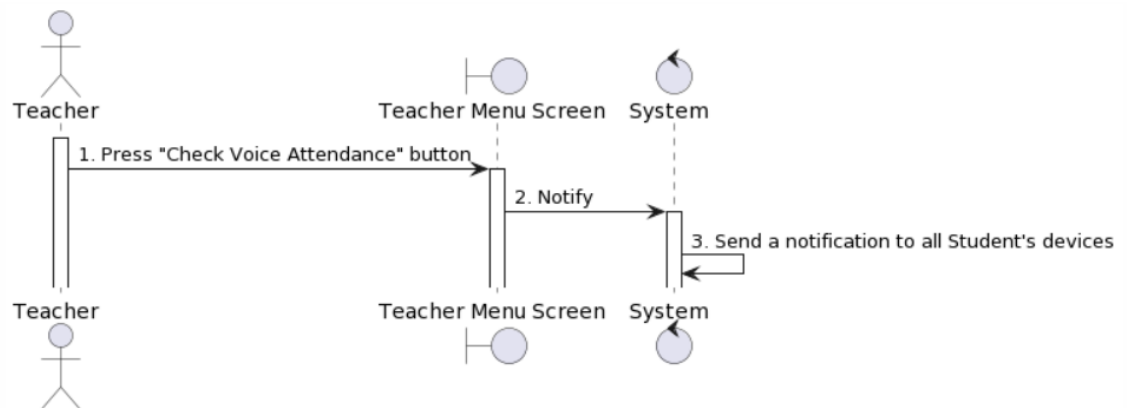 Teacher
Teacher Menu Screen
System
1. Press "Check Voice Attendance" button
2. Notify
3. Send a notification to all Student's devices
Teacher
Teacher Menu Screen
System